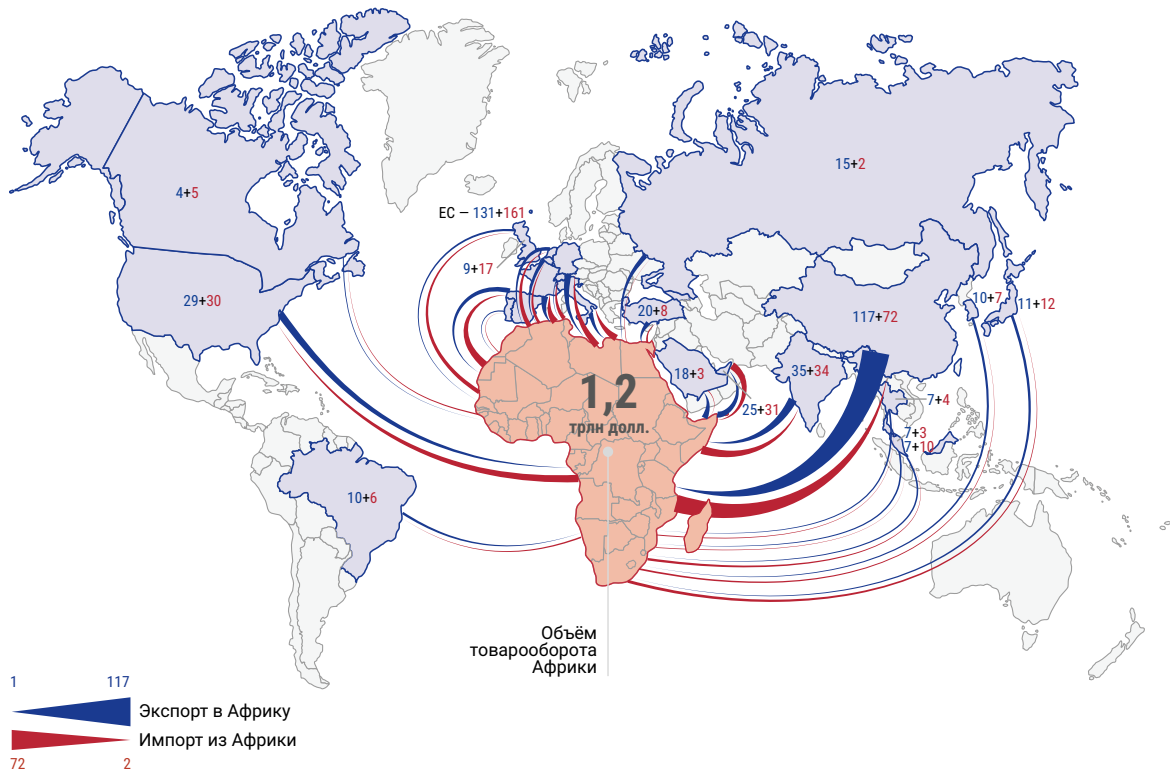 15+2
4+5
ЕС – 131+161
9+17
29+30
10+7
11+12
20+8
117+72
18+3
35+34
1,2
трлн долл.
25+31
7+4
7+3
7+10
10+6
Объём
товарооборота
Африки
1
117
Экспорт в Африку
Импорт из Африки
72
2